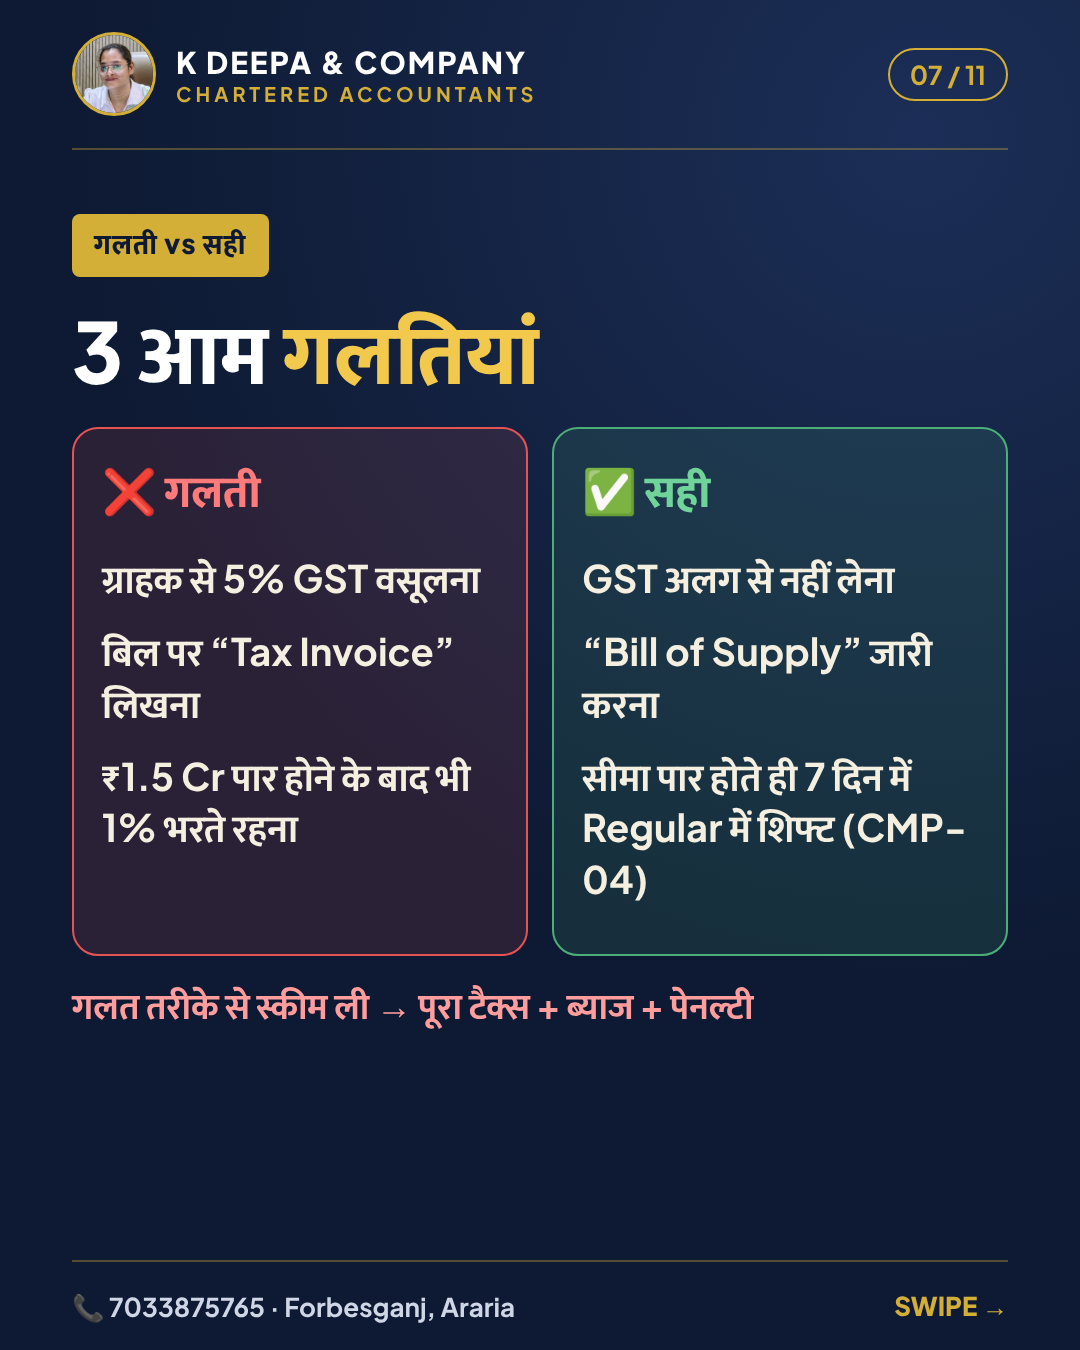 K DEEPA & COMPANY
CHARTERED ACCOUNTANTS
07 / 11
गलती vs सही
3 आम गलतियां
❌ गलती
ग्राहक से 5% GST वसूलना
बिल पर “Tax Invoice”
लिखना
₹1.5 Cr पार होने के बाद भी
1% भरते रहना
✅ सही
GST अलग से नहीं लेना
“Bill of Supply” जारी
करना
सीमा पार होते ही 7 दिन में
Regular में शिफ्ट (CMP-
04)
गलत तरीके से स्कीम ली → पूरा टैक्स + ब्याज + पेनल्टी
📞 7033875765 · Forbesganj, Araria
SWIPE →